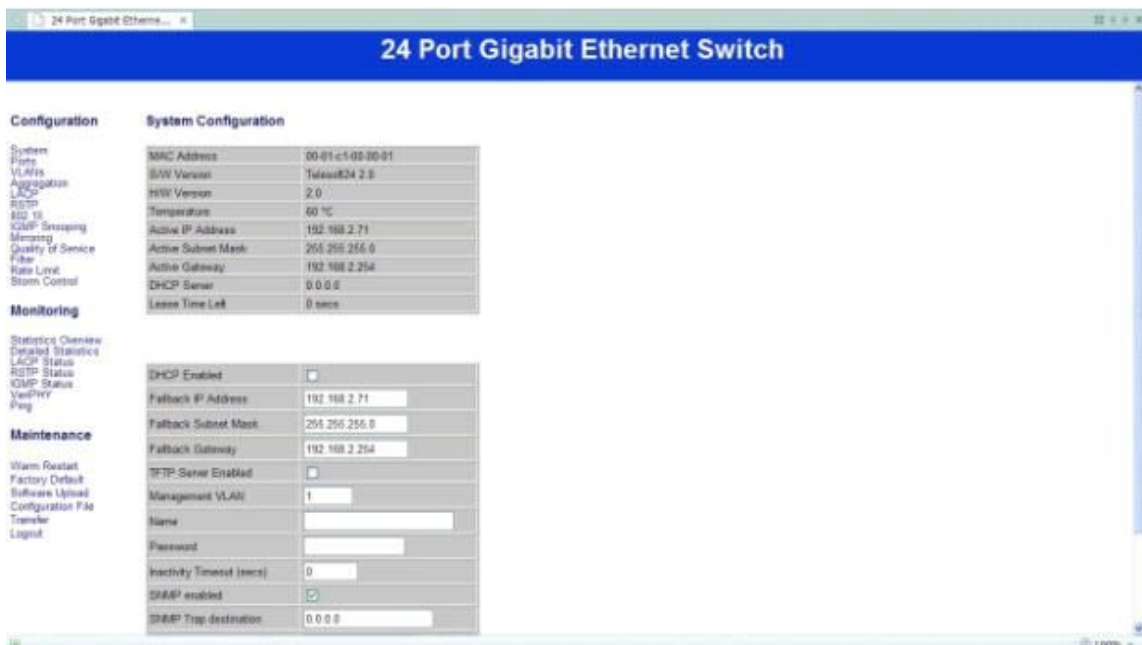 24 Port Gigabit Etherne...
24 Port Gigabit Ethernet Switch
Configuration
System
Ports
VLANs
Aggregation
LACP
RSTP
802.1X
IGMP Snooping
Mirroring
Quality of Service
Filter
Rate Limit
Storm Control
Monitoring
Statistics Overview
Detailed Statistics
LACP Status
RSTP Status
IGMP Status
VeriPHY
Ping
Maintenance
Warm Restart
Factory Default
Software Upload
Configuration File
Transfer
Logout
System Configuration
MAC Address 00-01-c1-00-00-01
S/W Version Telesoft24 2.0
H/W Version 2.0
Temperature 60 °C
Active IP Address 192.168.2.71
Active Subnet Mask 255.255.255.0
Active Gateway 192.168.2.254
DHCP Server 0.0.0.0
Lease Time Left 0 secs
DHCP Enabled
Fallback IP Address 192.168.2.71
Fallback Subnet Mask 255.255.255.0
Fallback Gateway 192.168.2.254
TFTP Server Enabled
Management VLAN 1
Name
Password
Inactivity Timeout (secs) 0
SNMP enabled
SNMP Trap destination 0.0.0.0
100%